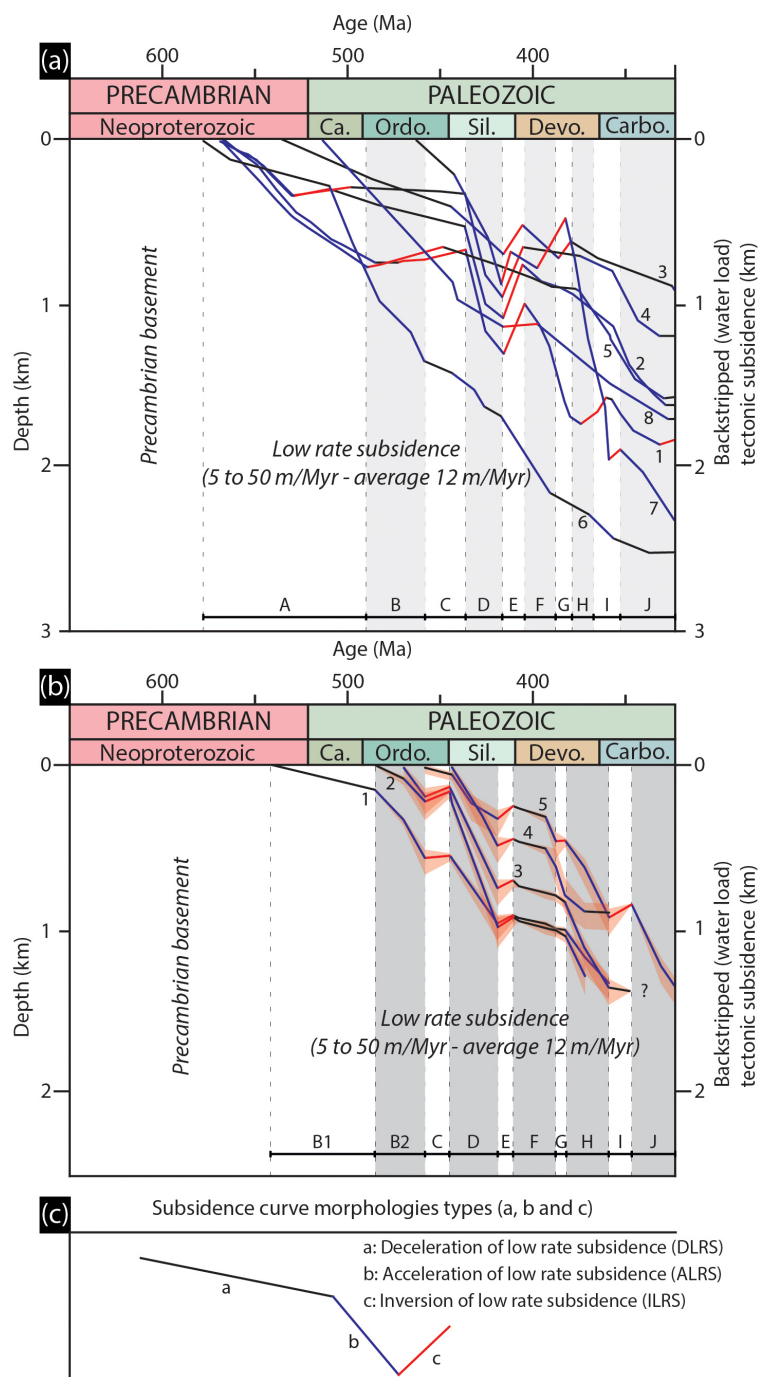 Age (Ma)
(a)
600 500 400
PRECAMBRIAN PALEOZOIC
Neoproterozoic Ca. Ordo. Sil. Devo. Carbo.
0 0
Precambrian basement
3
1 1
4
5 2
Depth (km)
Backstripped (water load)
tectonic subsidence (km)
8
1
Low rate subsidence
2 2
(5 to 50 m/Myr - average 12 m/Myr)
7
6
A B C D E F G H I J
3 3
Age (Ma)
(b)
600 500 400
PRECAMBRIAN PALEOZOIC
Neoproterozoic Ca. Ordo. Sil. Devo. Carbo.
0 0
2
1
5
4
3
Precambrian basement
1 1
Depth (km)
Backstripped (water load)
tectonic subsidence (km)
?
Low rate subsidence
(5 to 50 m/Myr - average 12 m/Myr)
2 2
B1 B2 C D E F G H I J
(c)
Subsidence curve morphologies types (a, b and c)
a: Deceleration of low rate subsidence (DLRS)
b: Acceleration of low rate subsidence (ALRS)
c: Inversion of low rate subsidence (ILRS)
a
b
c